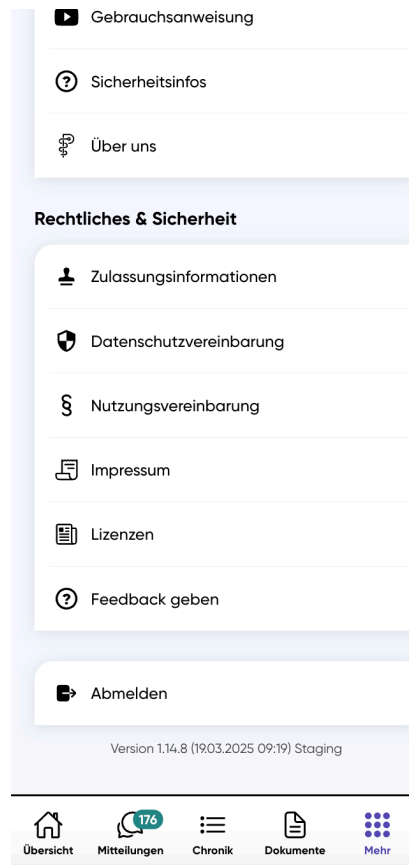 Gebrauchsanweisung
Sicherheitsinfos
Über uns
Rechtliches & Sicherheit
Zulassungsinformationen
Datenschutzvereinbarung
Nutzungsvereinbarung
Impressum
Lizenzen
Feedback geben
Abmelden
Version 1.14.8 (19.03.2025 09:19) Staging
176
Übersicht Mitteilungen Chronik Dokumente Mehr